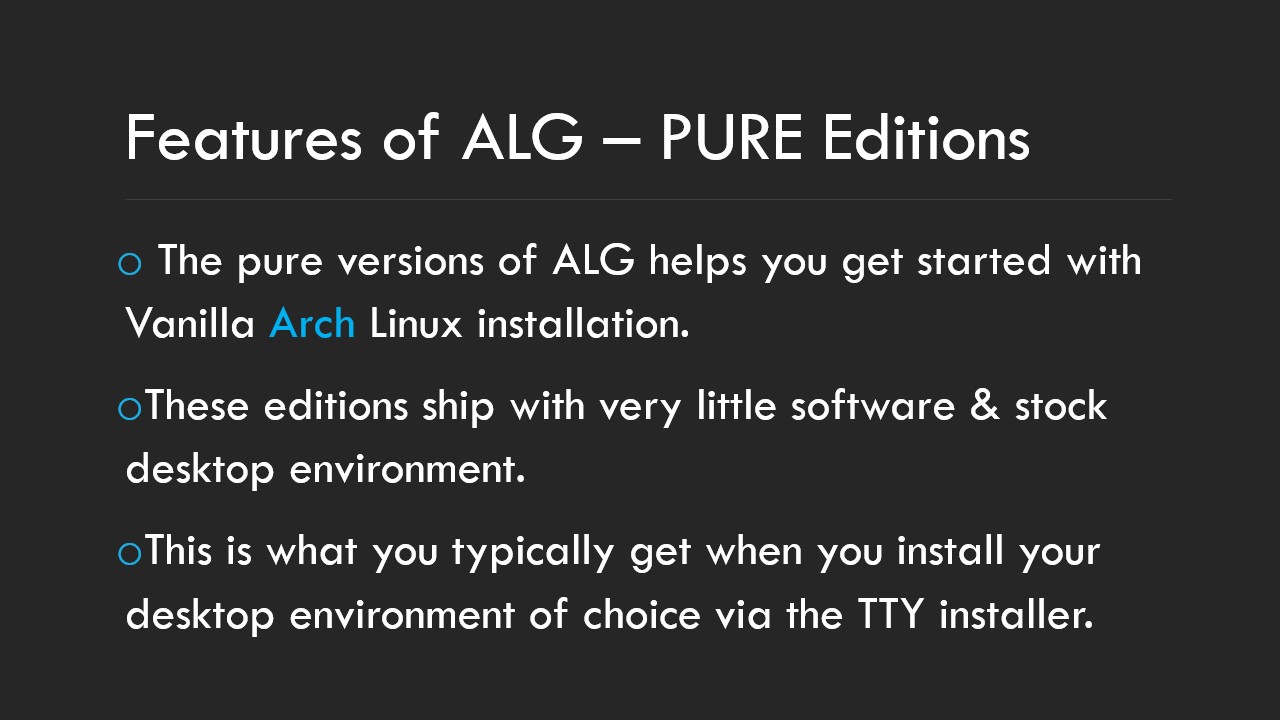 Features of ALG – PURE Editions
o The pure versions of ALG helps you get started with
Vanilla Arch Linux installation.
oThese editions ship with very little software & stock
desktop environment.
oThis is what you typically get when you install your
desktop environment of choice via the TTY installer.